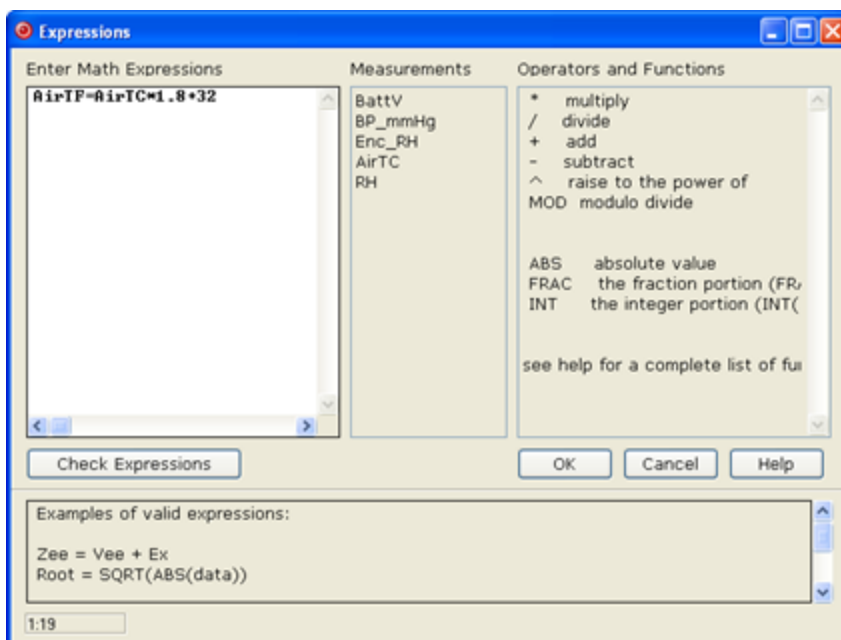 Expressions
Enter Math Expressions
AirTF=AirTC*1.8+32
Measurements
BattV
BP_mmHg
Enc_RH
AirTC
RH
Operators and Functions
* multiply
/ divide
+ add
- subtract
^ raise to the power of
MOD modulo divide
ABS absolute value
FRAC the fraction portion (FRA
INT the integer portion (INT(
see help for a complete list of fu
Check Expressions
OK Cancel Help
Examples of valid expressions:
Zee = Vee + Ex
Root = SQRT(ABS(data))
1:19